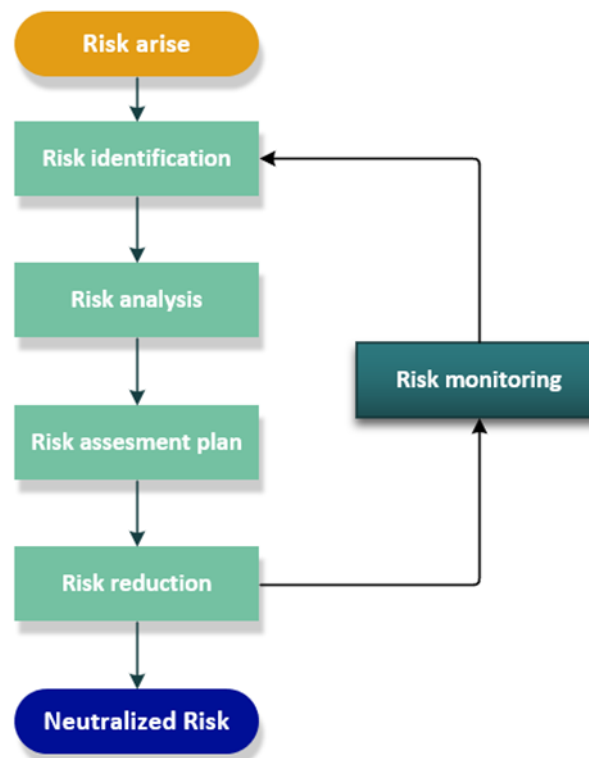 Risk arise
Risk identification
Risk analysis
Risk monitoring
Risk assesment plan
Risk reduction
Neutralized Risk